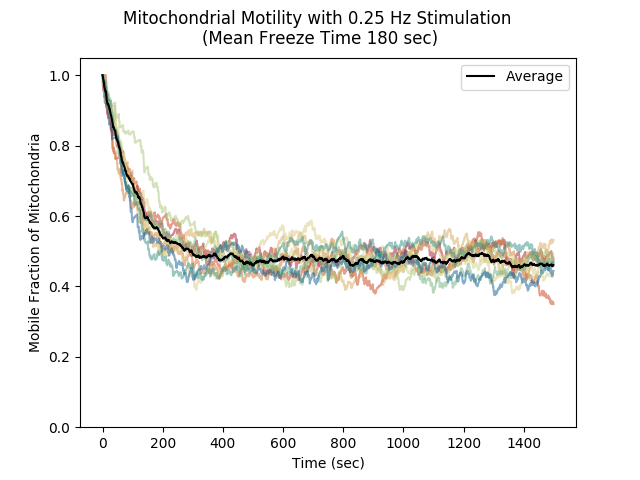 Mitochondrial Motility with 0.25 Hz Stimulation
(Mean Freeze Time 180 sec)
Average
Mobile Fraction of Mitochondria
1.0
0.8
0.6
0.4
0.2
0.0
0 200 400 600 800 1000 1200 1400
Time (sec)